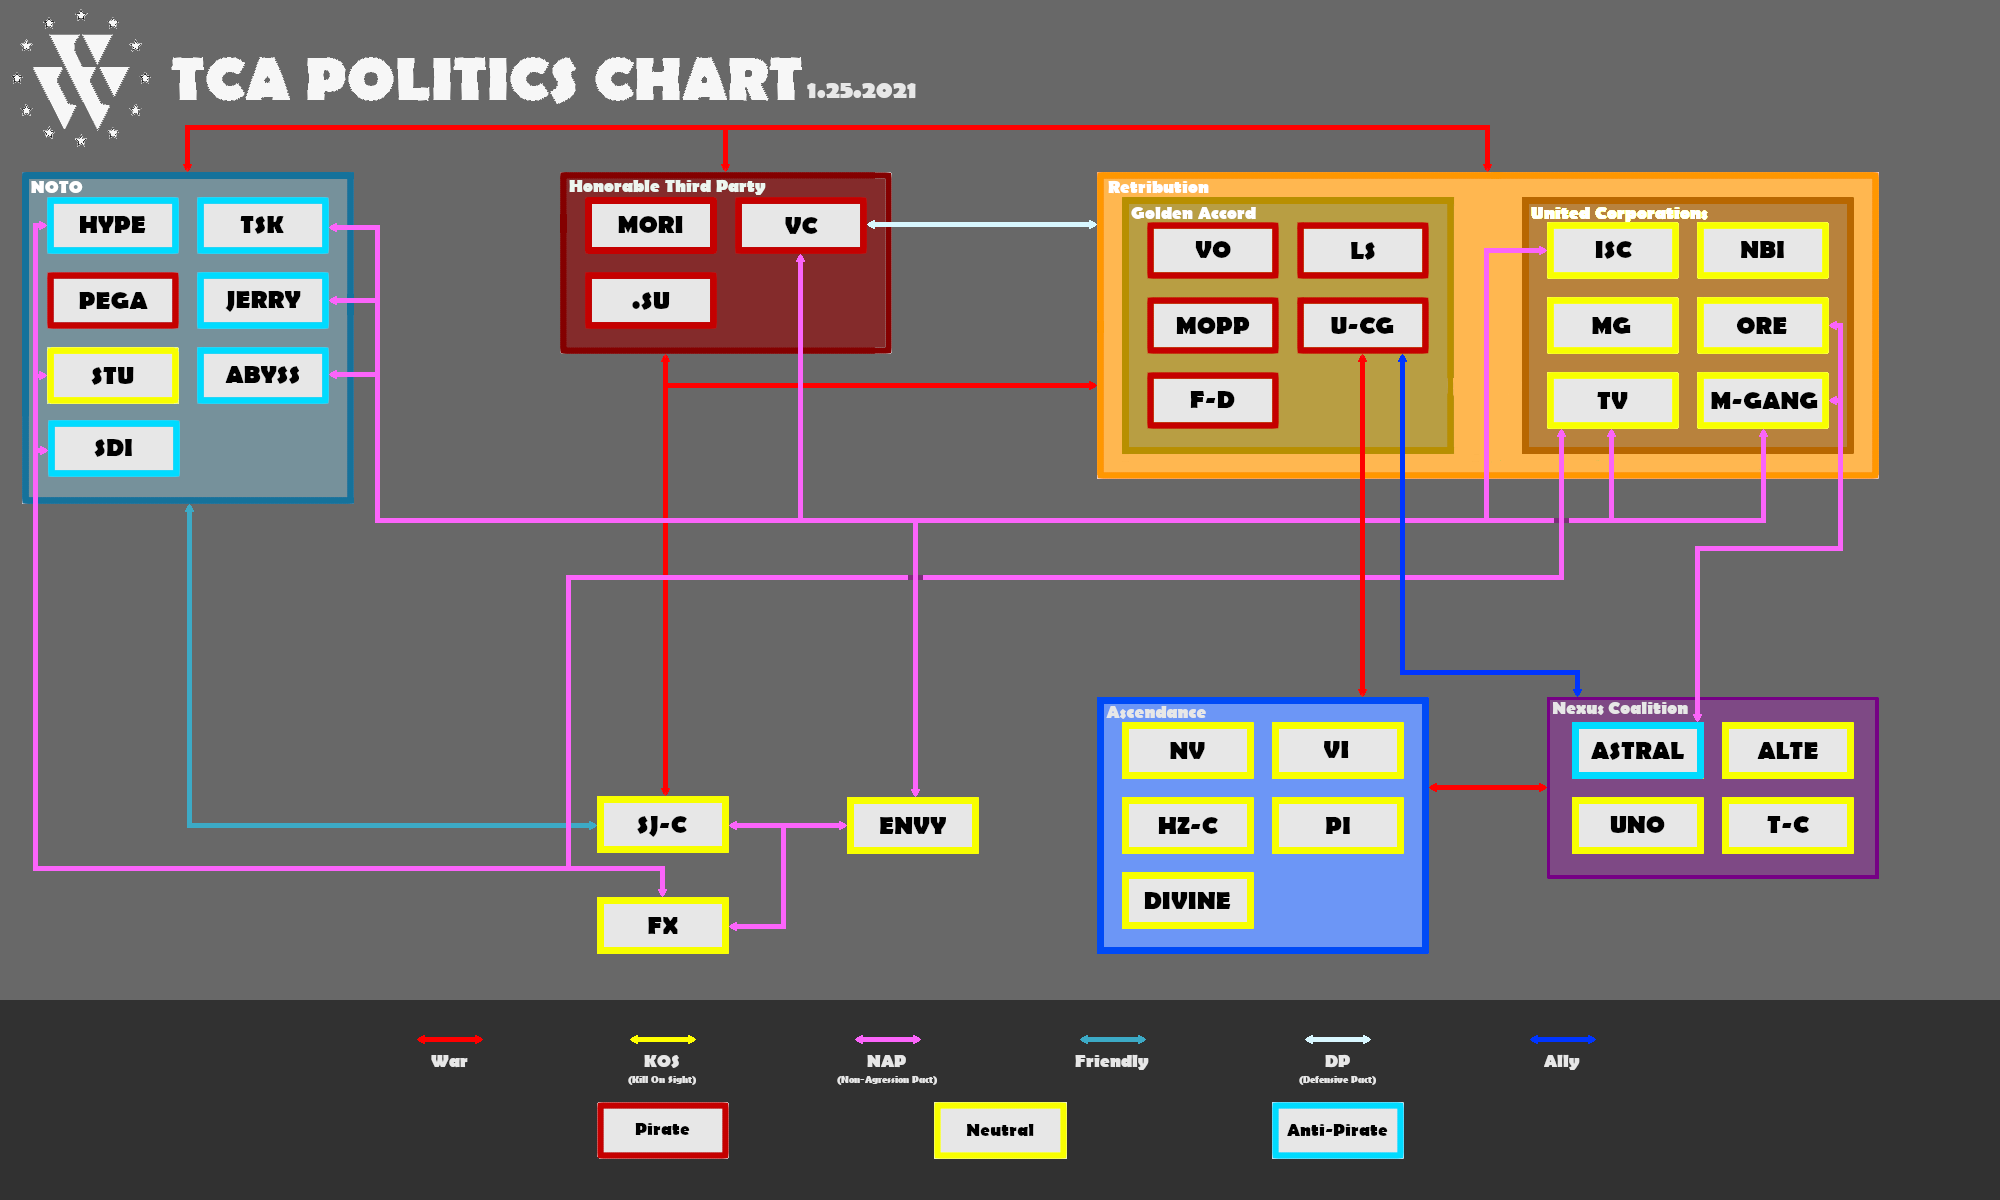 TCA POLITICS CHART 1.25.2021
NOTO
HYPE
TSK
PEGA
JERRY
STU
ABYSS
SDI
Honorable Third Party
MORI
VC
.SU
Retribution
Golden Accord
VO
LS
MOPP
U-CG
F-D
United Corporations
ISC
NBI
MG
ORE
TV
M-GANG
SJ-C
ENVY
FX
Ascendance
NV
VI
HZ-C
PI
DIVINE
Nexus Coalition
ASTRAL
ALTE
UNO
T-C
War
KOS
(Kill On Sight)
NAP
(Non-Agression Pact)
Friendly
DP
(Defensive Pact)
Ally
Pirate
Neutral
Anti-Pirate